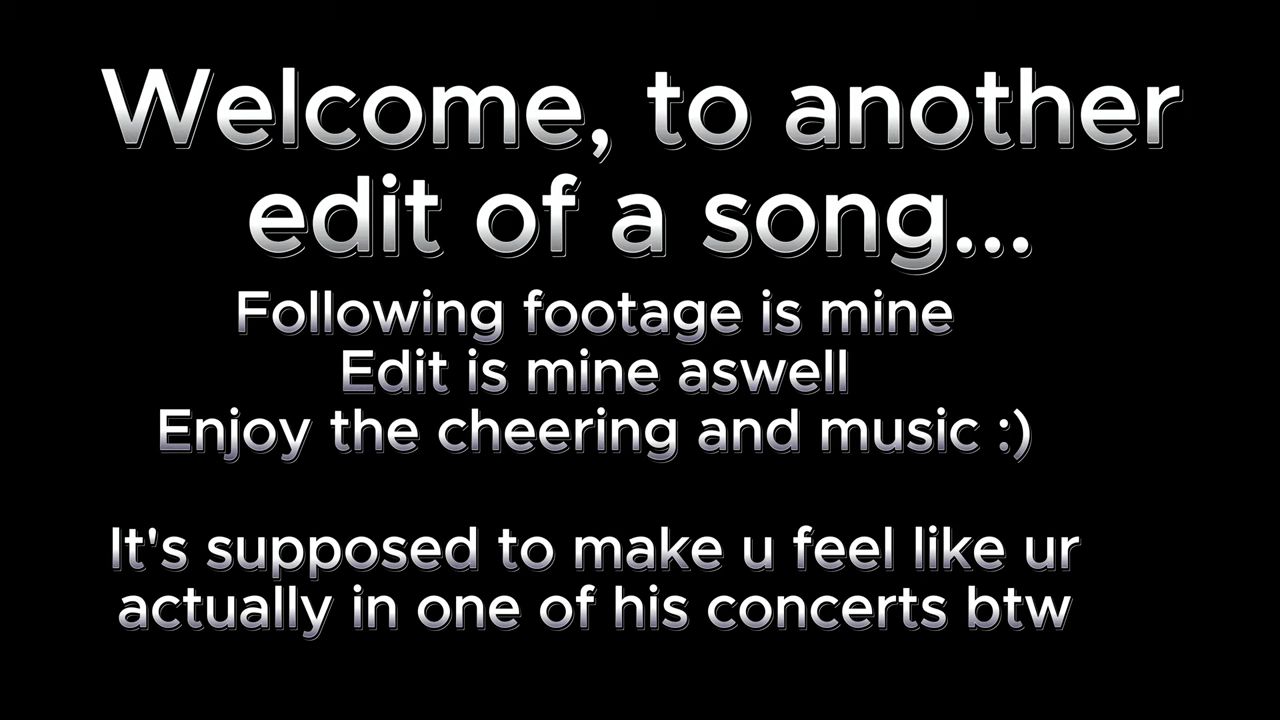 Welcome, to another
edit of a song...
Following footage is mine
Edit is mine aswell
Enjoy the cheering and music :)
It's supposed to make u feel like ur
actually in one of his concerts btw